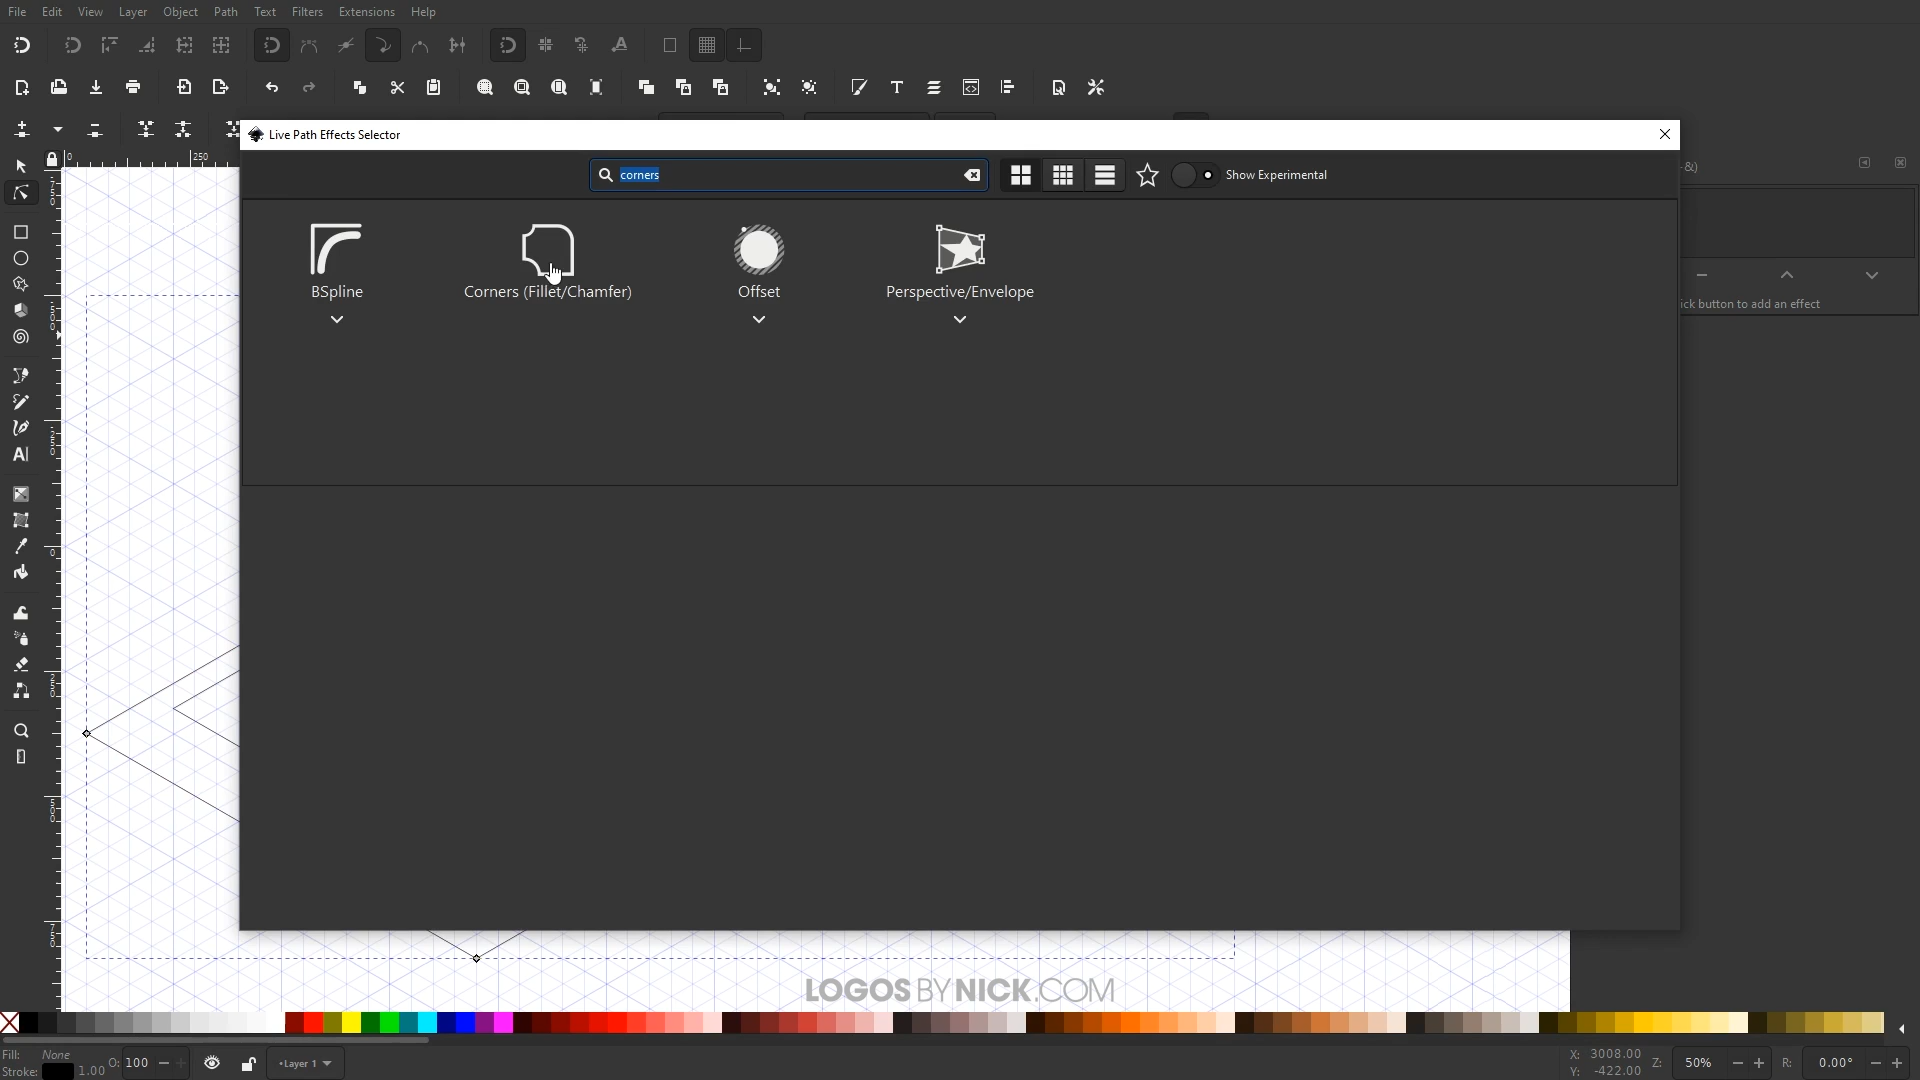 File Edit View Layer Object Path Text Filters Extensions Help
Live Path Effects Selector
corners
Show Experimental
-&)
BSpline
Corners (Fillet/Chamfer)
Offset
Perspective/Envelope
ick button to add an effect
0
250
LOGOSBYNICK.COM
Fill: None
Stroke: 1.00
O: 100
•Layer 1
X: 3008.00
Y: -422.00
Z: 50%
R: 0.00°